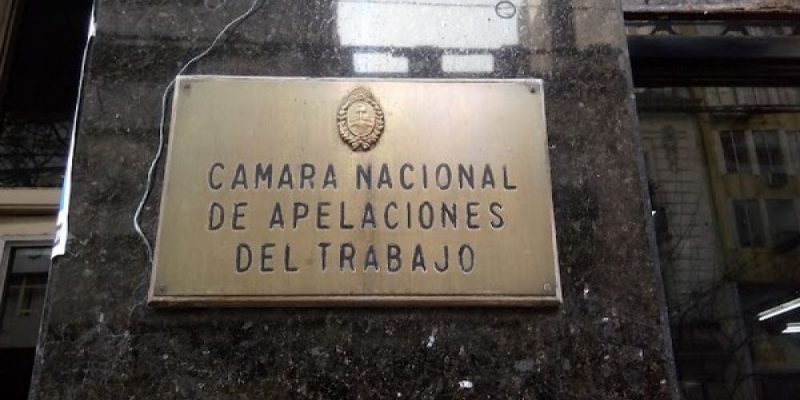 CAMARA NACIONAL
DE APELACIONES
DEL TRABAJO